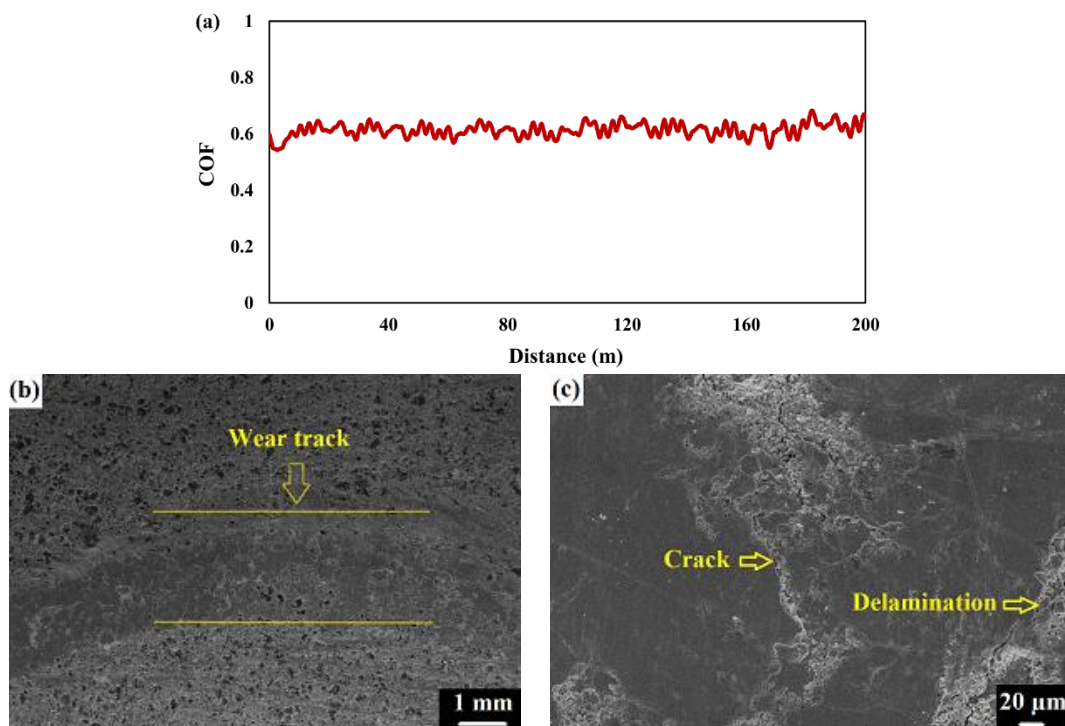 (a)
1
0.8
0.6
0.4
0.2
0
COF
0 40 80 120 160 200
Distance (m)
(b)
Wear track
1 mm
(c)
Crack
Delamination
20 µm